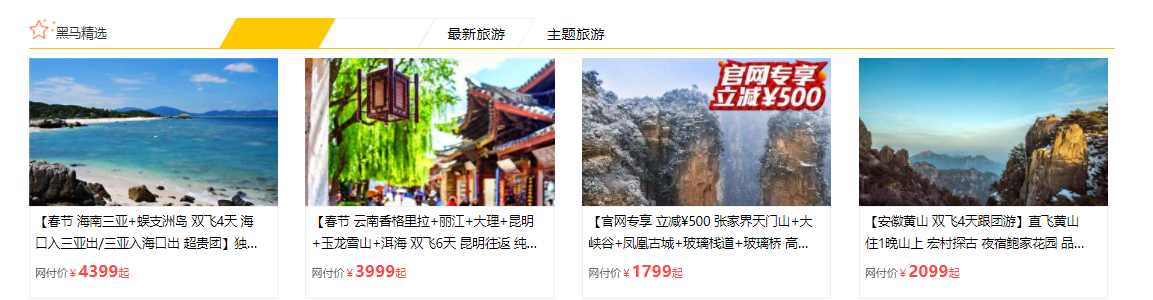 黑马精选
最新旅游
主题旅游
官网专享
立减¥500
【春节 海南三亚+蜈支洲岛 双飞4天 海
口入三亚出/三亚入海口出 超贵团】独...
网付价¥4399起
【春节 云南香格里拉+丽江+大理+昆明
+玉龙雪山+洱海 双飞6天 昆明往返 纯...
网付价¥3999起
【官网专享 立减¥500 张家界天门山+大
峡谷+凤凰古城+玻璃栈道+玻璃桥 高...
网付价¥1799起
【安徽黄山 双飞4天跟团游】直飞黄山
住1晚山上 宏村探古 夜宿鲍家花园 品...
网付价¥2099起